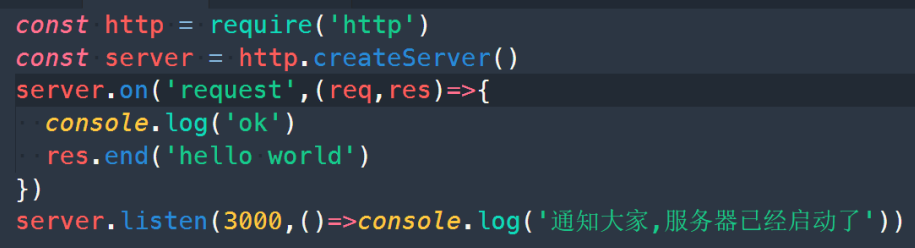 const http = require('http')
const server = http.createServer()
server.on('request',(req,res)=>{
  console.log('ok')
  res.end('hello world')
})
server.listen(3000,()=>console.log('通知大家,服务器已经启动了'))